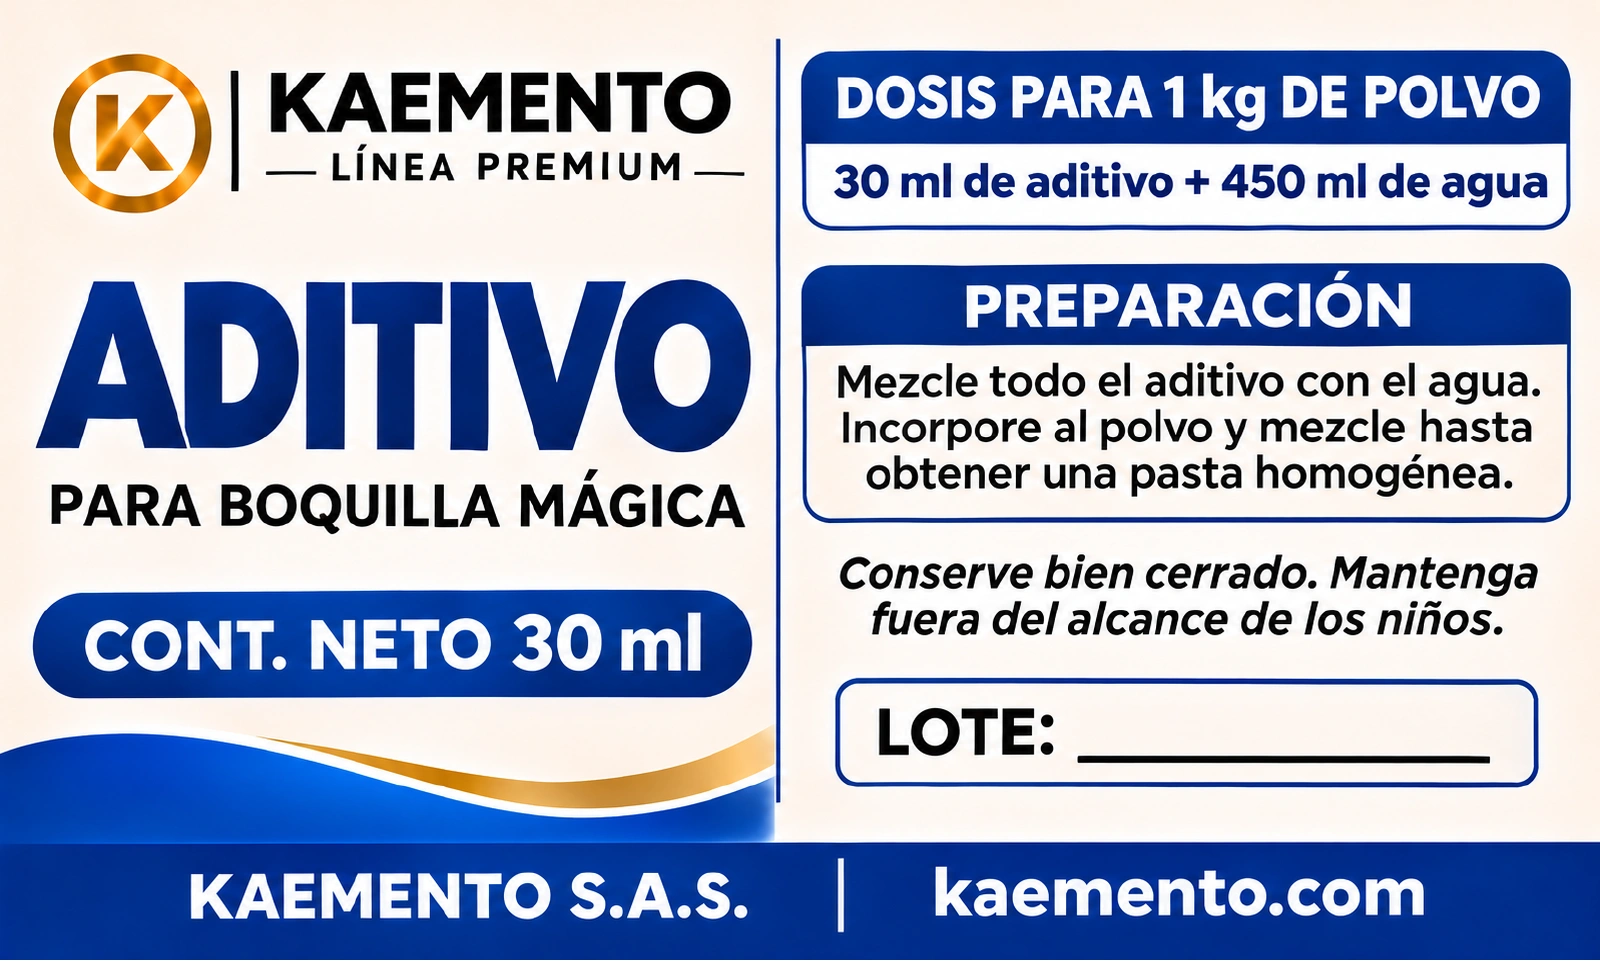 K
KAEMENTO
LÍNEA PREMIUM
ADITIVO
PARA BOQUILLA MÁGICA
CONT. NETO 30 ml
DOSIS PARA 1 kg DE POLVO
30 ml de aditivo + 450 ml de agua
PREPARACIÓN
Mezcle todo el aditivo con el agua.
Incorpore al polvo y mezcle hasta
obtener una pasta homogénea.
Conserve bien cerrado. Mantenga
fuera del alcance de los niños.
LOTE:
KAEMENTO S.A.S.
kaemento.com